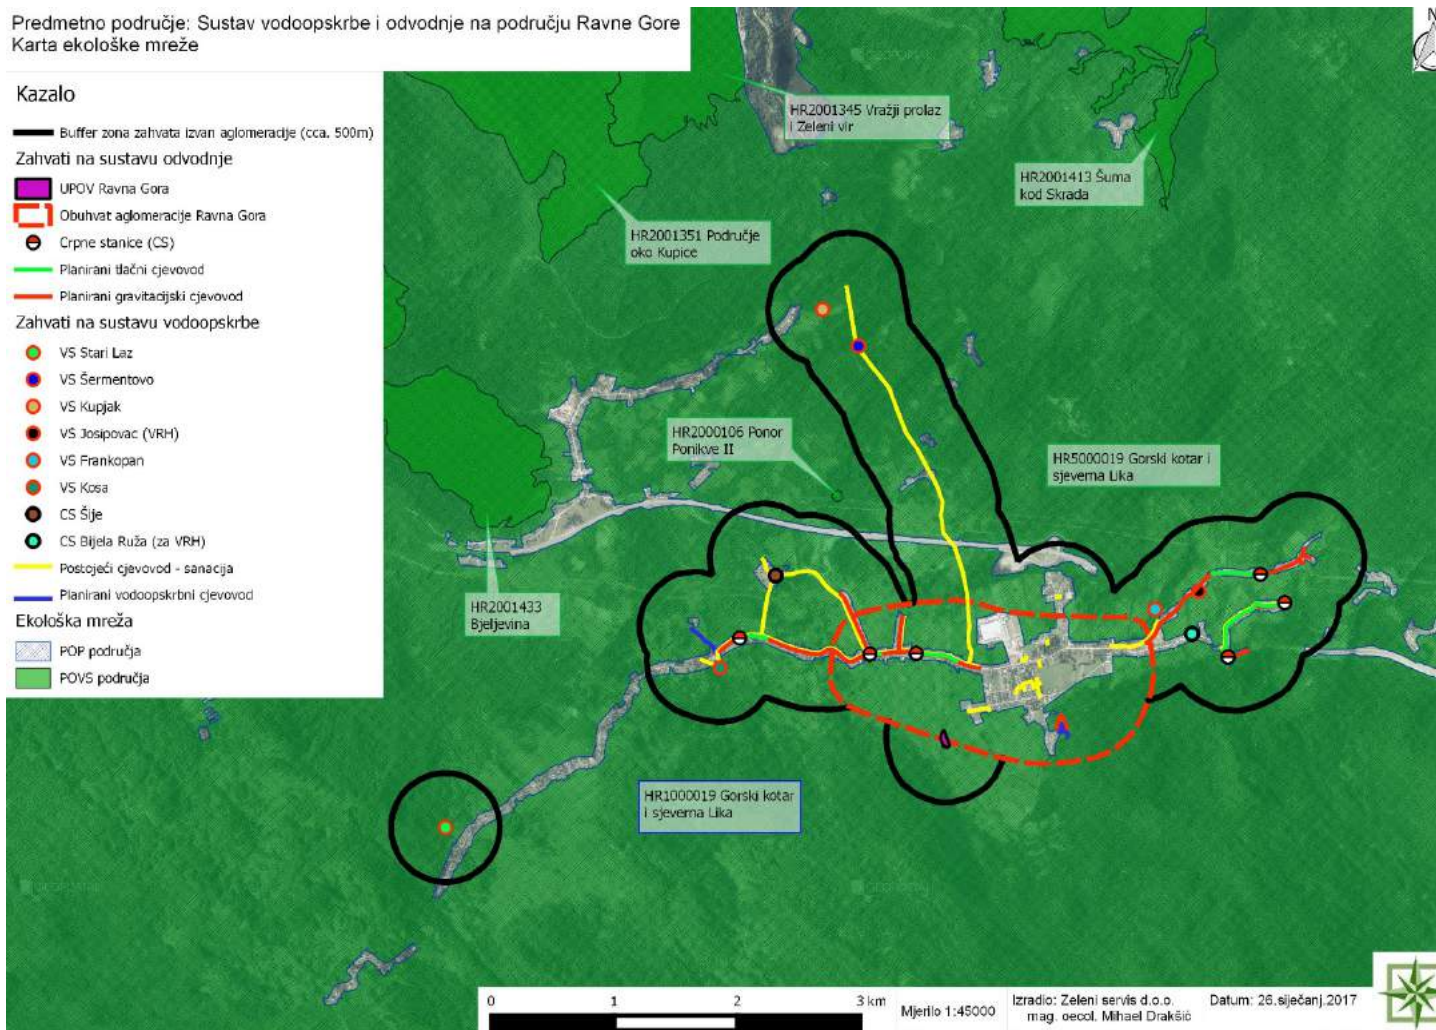 Predmetno područje: Sustav vodoopskrbe i odvodnje na području Ravne Gore
Karta ekološke mreže
Kazalo
Buffer zona zahvata izvan aglomeracije (cca. 500m)
Zahvati na sustavu odvodnje
UPOV Ravna Gora
Obuhvat aglomeracije Ravna Gora
Crpne stanice (CS)
Planirani tlačni cjevovod
Planirani gravitacijski cjevovod
Zahvati na sustavu vodoopskrbe
VS Stari Laz
VS Šermentovo
VS Kupjak
VS Josipovac (VRH)
VS Frankopan
VS Kosa
CS Šije
CS Bijela Ruža (za VRH)
Postojeći cjevovod - sanacija
Planirani vodoopskrbni cjevovod
Ekološka mreža
POP područja
POVS područja
N
HR2001345 Vražji prolaz
i Zeleni vir
HR2001413 Šuma
kod Skrada
HR2001351 Područje
oko Kupice
HR2000106 Ponor
Ponikve II
HR5000019 Gorski kotar i
sjeverna Lika
HR2001433
Bjeljevina
HR1000019 Gorski kotar
i sjeverna Lika
0 1 2 3 km
Mjerilo 1:45000
Izradio: Zeleni servis d.o.o.
mag. oecol. Mihael Drakšić
Datum: 26.siječanj.2017